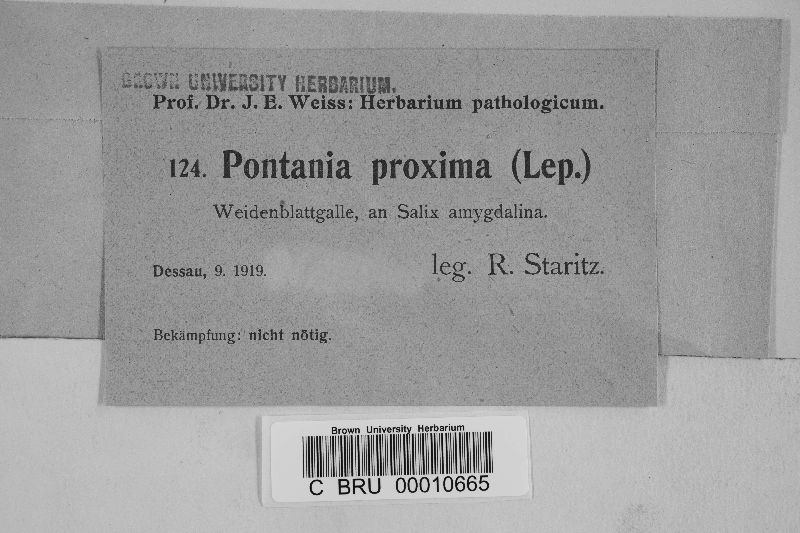 BROWN UNIVERSITY HERBARIUM.
Prof. Dr. J. E. Weiss: Herbarium pathologicum.
124. Pontania proxima (Lep.)
Weidenblattgalle, an Salix amygdalina.
Dessau, 9. 1919. leg. R. Staritz.
Bekämpfung: nicht nötig.
Brown University Herbarium
C BRU 00010665